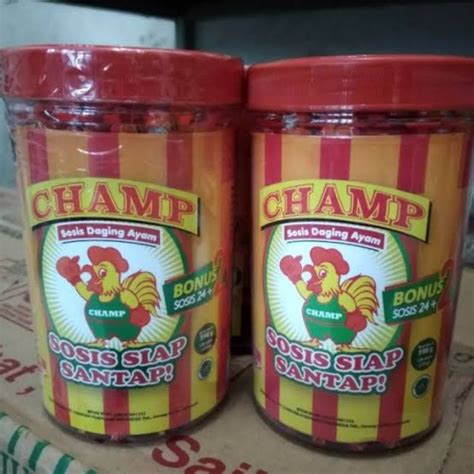 CHAMP
Sosis Daging Ayam
BONUS
SOSIS 24+
CHAMP
SOSIS SIAP
SANTAP!
CHAMP
Sosis Daging Ayam
BONUS
SOSIS 24+
CHAMP
SOSIS SIAP
SANTAP!